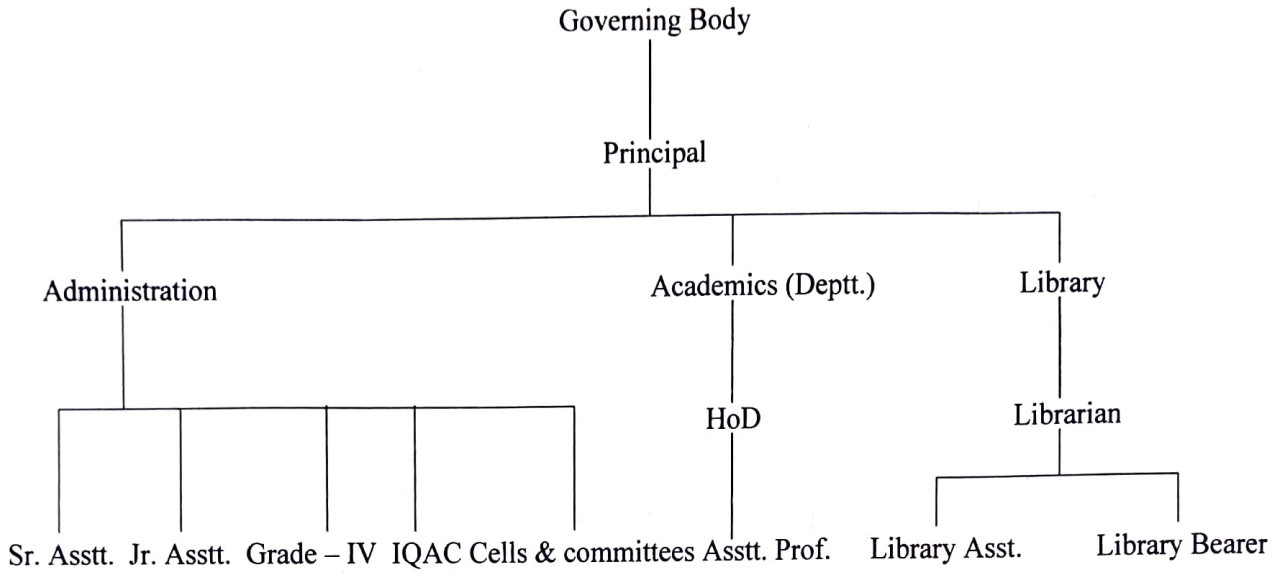 Governing Body
Principal
Administration Academics (Deptt.) Library
HoD Librarian
Sr. Asstt. Jr. Asstt. Grade – IV IQAC Cells & committees Asstt. Prof. Library Asst. Library Bearer